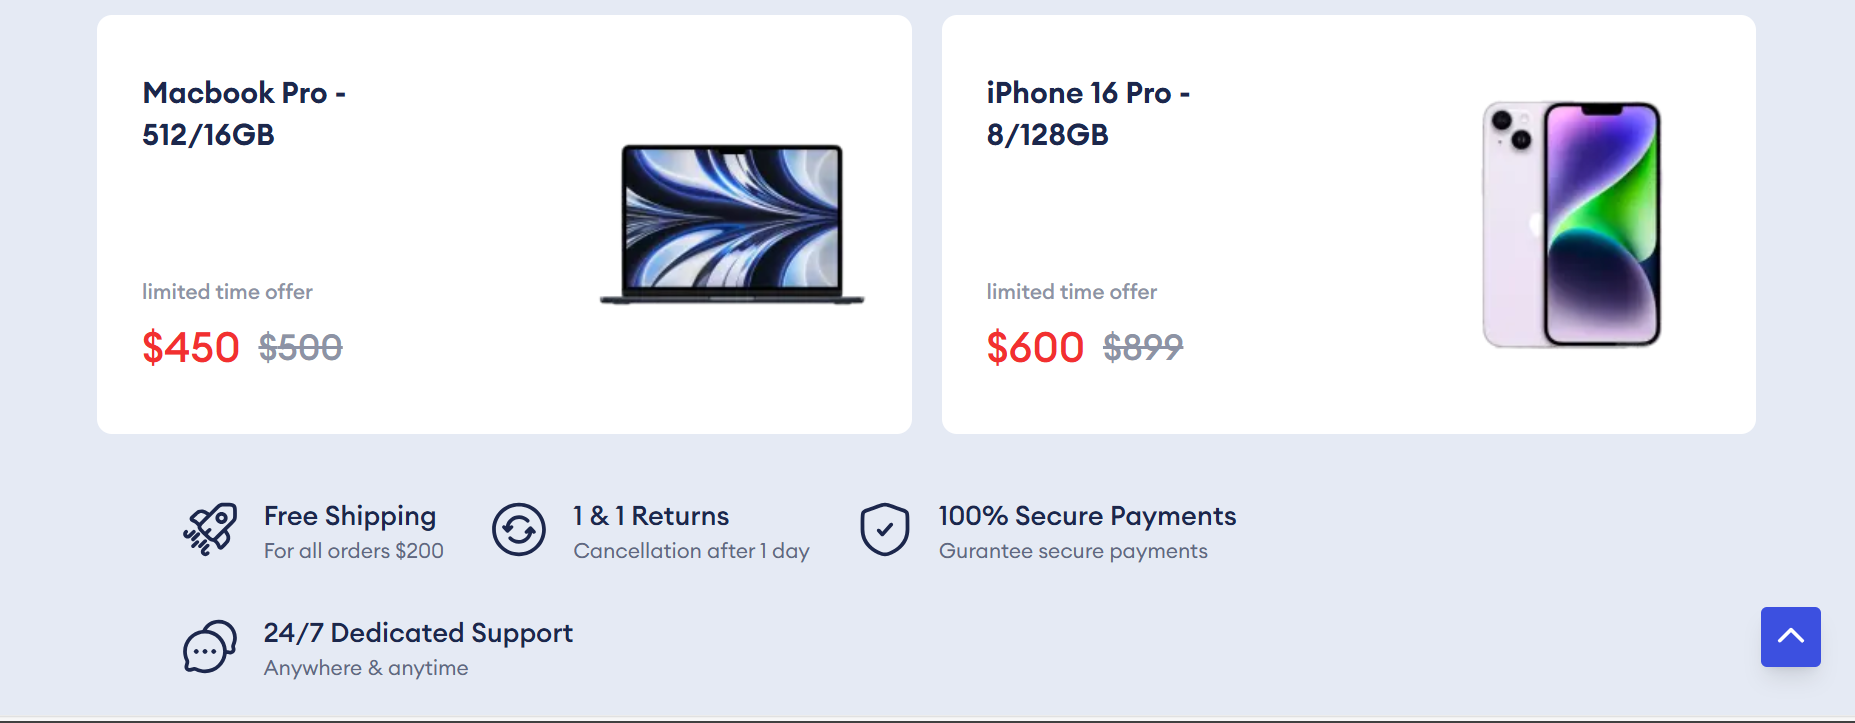 Macbook Pro -
512/16GB
limited time offer
$450 $500
iPhone 16 Pro -
8/128GB
limited time offer
$600 $899
Free Shipping
For all orders $200
1 & 1 Returns
Cancellation after 1 day
100% Secure Payments
Gurantee secure payments
24/7 Dedicated Support
Anywhere & anytime